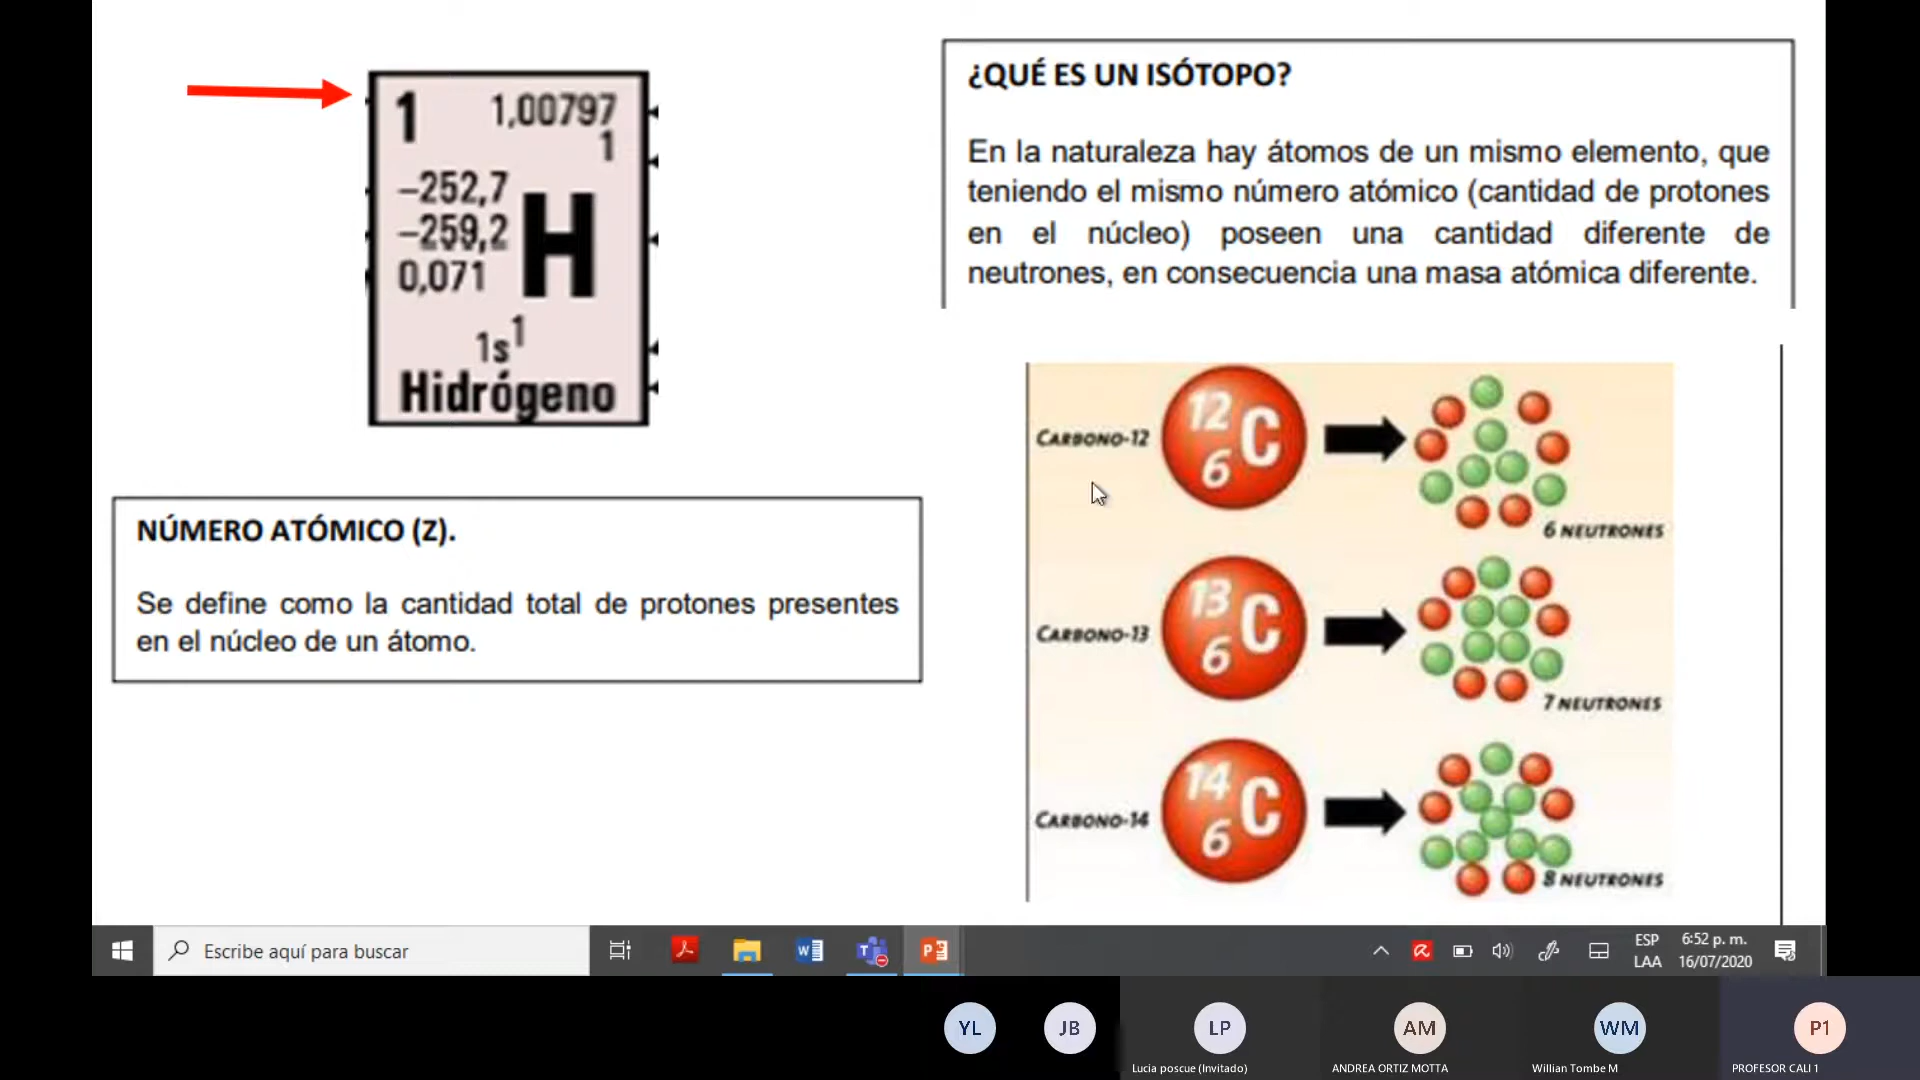 1 1,00797
1
-252,7
-259,2
0,071
H
1s¹
Hidrógeno
NÚMERO ATÓMICO (Z).
Se define como la cantidad total de protones presentes
en el núcleo de un átomo.
¿QUÉ ES UN ISÓTOPO?
En la naturaleza hay átomos de un mismo elemento, que
teniendo el mismo número atómico (cantidad de protones
en el núcleo) poseen una cantidad diferente de
neutrones, en consecuencia una masa atómica diferente.
CARBONO-12
12
6 C
6 NEUTRONES
CARBONO-13
13
6 C
7 NEUTRONES
CARBONO-14
14
6 C
8 NEUTRONES
Escribe aquí para buscar
ESP
LAA
6:52 p. m.
16/07/2020
YL
JB
LP
Lucia poscue (Invitado)
AM
ANDREA ORTIZ MOTTA
WM
Willian Tombe M
P1
PROFESOR CALI 1